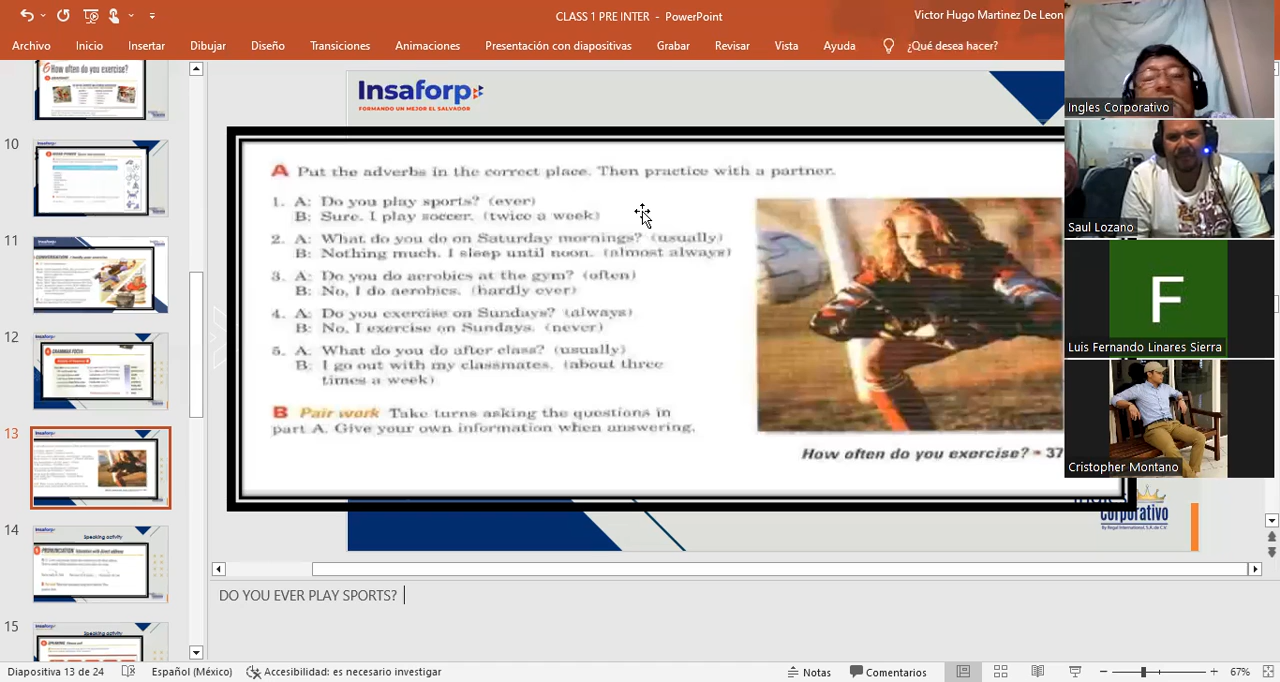 CLASS 1 PRE INTER - PowerPoint
Victor Hugo Martinez De Leon
Archivo Inicio Insertar Dibujar Diseño Transiciones Animaciones Presentación con diapositivas Grabar Revisar Vista Ayuda ¿Qué desea hacer?
How often do you exercise?
10
11
12
13
14
15
Speaking activity
Speaking activity
Insaforp
FORMANDO UN MEJOR EL SALVADOR
A Put the adverbs in the correct place. Then practice with a partner.
1. A: Do you play sports? (ever)
B: Sure. I play soccer. (twice a week)
2. A: What do you do on Saturday mornings? (usually)
B: Nothing much. I sleep until noon. (almost always)
3. A: Do you do aerobics at the gym? (often)
B: No, I do aerobics. (hardly ever)
4. A: Do you exercise on Sundays? (always)
B: No, I exercise on Sundays. (never)
5. A: What do you do after class? (usually)
B: I go out with my classmates. (about three
times a week)
B Pair work Take turns asking the questions in
part A. Give your own information when answering.
How often do you exercise? • 37
corporativo
DO YOU EVER PLAY SPORTS?
Ingles Corporativo
Saul Lozano
F
Luis Fernando Linares Sierra
Cristopher Montano
Diapositiva 13 de 24 Español (México) Accesibilidad: es necesario investigar Notas Comentarios 67%